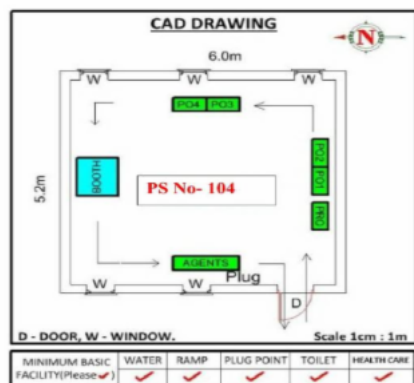 CAD DRAWING
N
6.0m
W W W
PO4 PO3
5.2m
BOOTH
PO2
PO1
PRO
PS No- 104
AGENTS
Plug
W W
D
D - DOOR, W - WINDOW. Scale 1cm : 1m
MINIMUM BASIC FACILITY(Please ✓) WATER RAMP PLUG POINT TOILET HEALTH CARE
✓ ✓ ✓ ✓ ✓